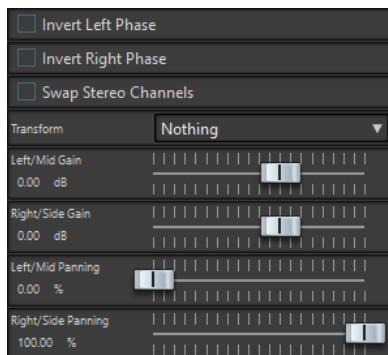 Invert Left Phase
Invert Right Phase
Swap Stereo Channels
Transform Nothing
Left/Mid Gain
0.00 dB
Right/Side Gain
0.00 dB
Left/Mid Panning
0.00 %
Right/Side Panning
100.00 %